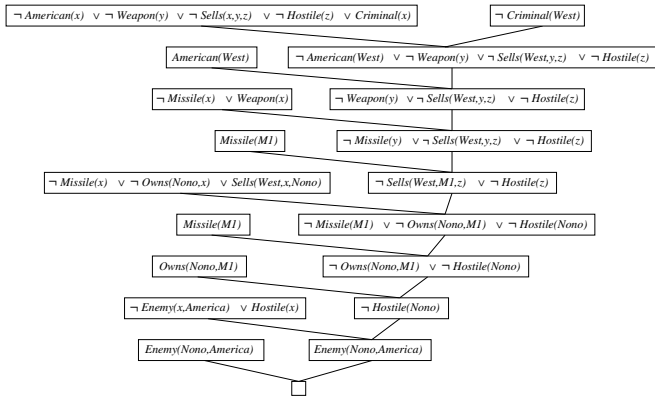 ¬ American(x) ∨ ¬ Weapon(y) ∨ ¬ Sells(x,y,z) ∨ ¬ Hostile(z) ∨ Criminal(x)
¬ Criminal(West)
American(West)
¬ American(West) ∨ ¬ Weapon(y) ∨ ¬ Sells(West,y,z) ∨ ¬ Hostile(z)
¬ Missile(x) ∨ Weapon(x)
¬ Weapon(y) ∨ ¬ Sells(West,y,z) ∨ ¬ Hostile(z)
Missile(M1)
¬ Missile(y) ∨ ¬ Sells(West,y,z) ∨ ¬ Hostile(z)
¬ Missile(x) ∨ ¬ Owns(Nono,x) ∨ Sells(West,x,Nono)
¬ Sells(West,M1,z) ∨ ¬ Hostile(z)
Missile(M1)
¬ Missile(M1) ∨ ¬ Owns(Nono,M1) ∨ ¬ Hostile(Nono)
Owns(Nono,M1)
¬ Owns(Nono,M1) ∨ ¬ Hostile(Nono)
¬ Enemy(x,America) ∨ Hostile(x)
¬ Hostile(Nono)
Enemy(Nono,America)
Enemy(Nono,America)